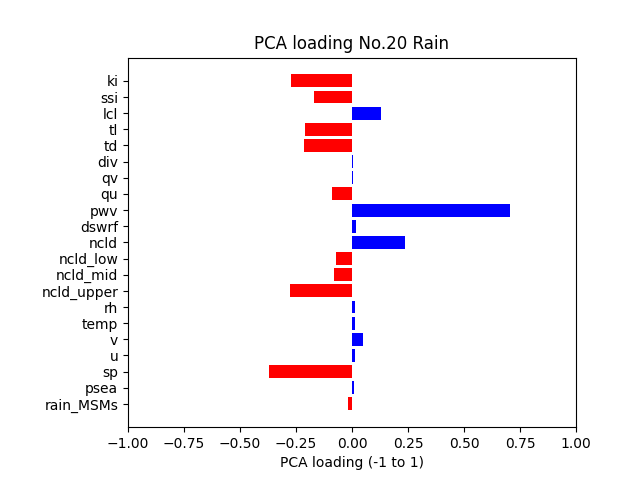 PCA loading No.20 Rain
ki
ssi
lcl
tl
td
div
qv
qu
pwv
dswrf
ncld
ncld_low
ncld_mid
ncld_upper
rh
temp
v
u
sp
psea
rain_MSMs
−1.00 −0.75 −0.50 −0.25 0.00 0.25 0.50 0.75 1.00
PCA loading (-1 to 1)